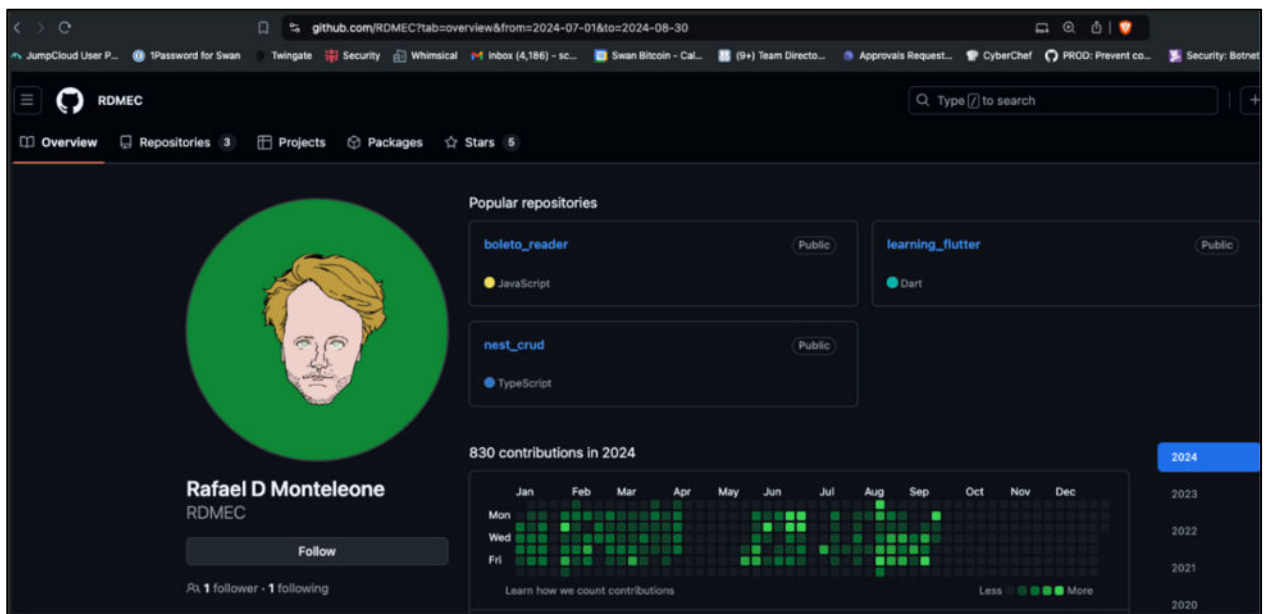 github.com/RDMEC?tab=overview&from=2024-07-01&to=2024-08-30
JumpCloud User P... 1Password for Swan Twingate Security Whimsical Inbox (4,186) – sc... Swan Bitcoin - Cal... (9+) Team Directo... Approvals Request... CyberChef PROD: Prevent co... Security: Botnet
RDMEC
Type / to search
Overview Repositories 3 Projects Packages Stars 5
Popular repositories
boleto_reader Public
JavaScript
learning_flutter Public
Dart
nest_crud Public
TypeScript
Rafael D Monteleone
RDMEC
Follow
1 follower · 1 following
830 contributions in 2024
Jan Feb Mar Apr May Jun Jul Aug Sep Oct Nov Dec
Mon
Wed
Fri
Learn how we count contributions
Less More
2024
2023
2022
2021
2020